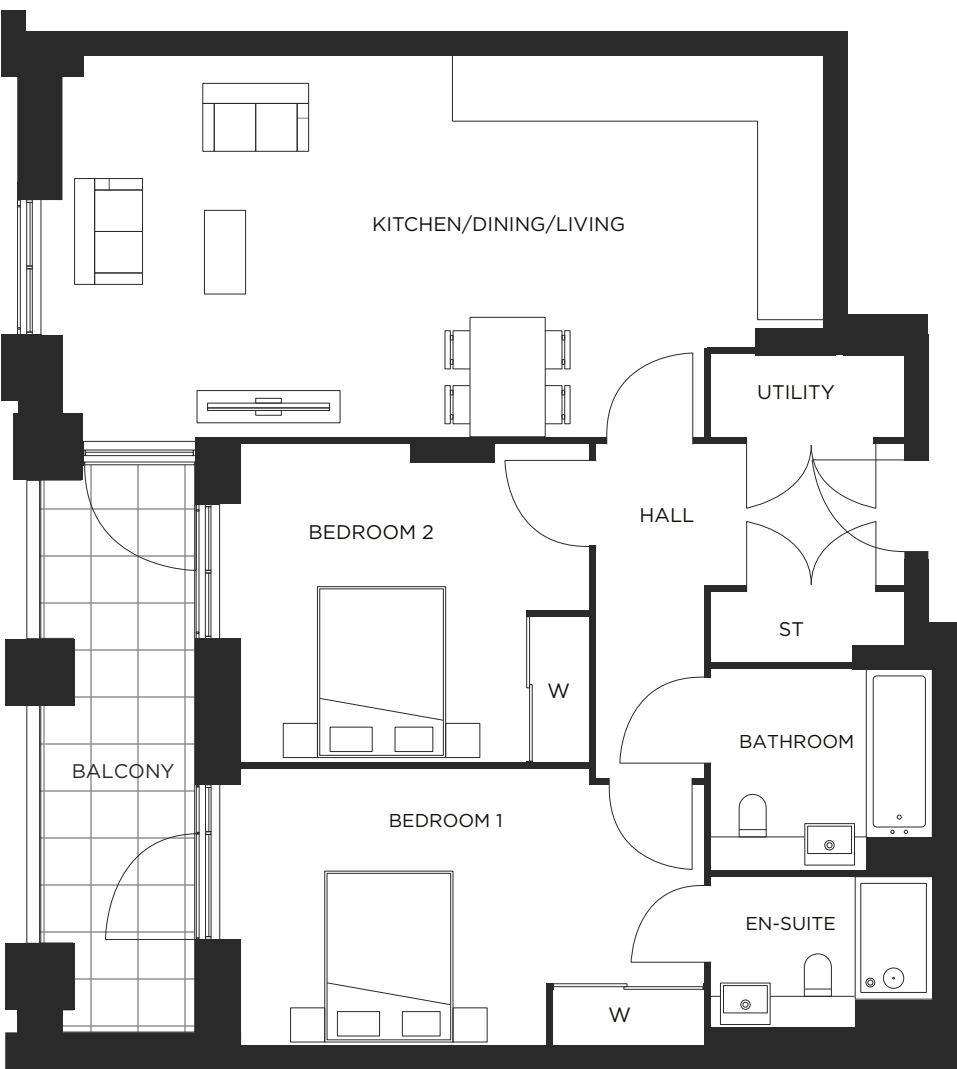 KITCHEN/DINING/LIVING
UTILITY
HALL
BEDROOM 2
ST
W
BATHROOM
BALCONY
BEDROOM 1
EN-SUITE
W